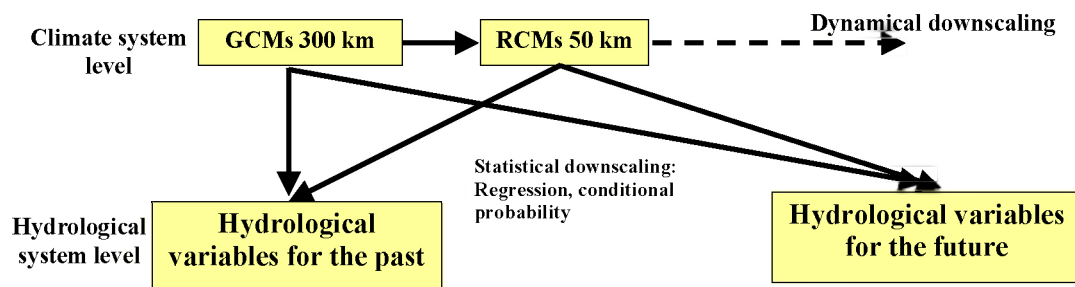 Climate system
level
GCMs 300 km
RCMs 50 km
Dynamical downscaling
Statistical downscaling:
Regression, conditional
probability
Hydrological
system level
Hydrological
variables for the past
Hydrological variables
for the future